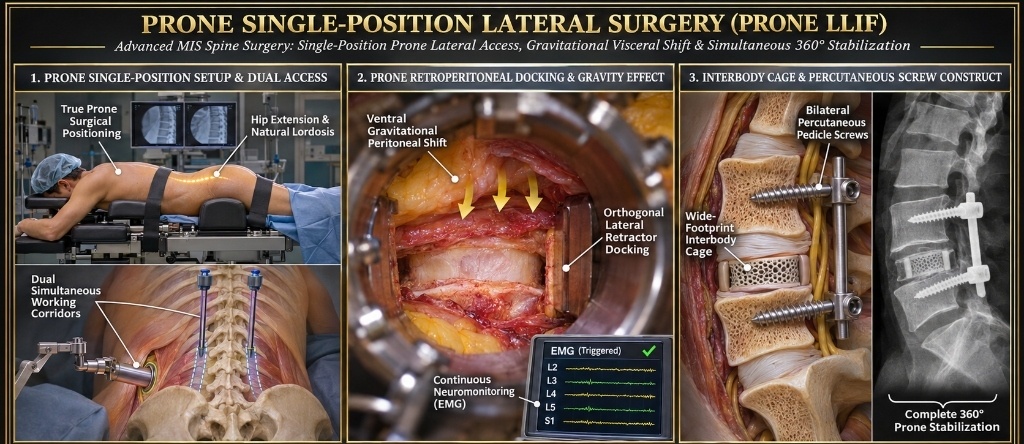 PRONE SINGLE-POSITION LATERAL SURGERY (PRONE LLIF)
Advanced MIS Spine Surgery: Single-Position Prone Lateral Access, Gravitational Visceral Shift & Simultaneous 360° Stabilization
1. PRONE SINGLE-POSITION SETUP & DUAL ACCESS
True Prone
Surgical
Positioning
Hip Extension &
Natural Lordosis
Dual
Simultaneous
Working
Corridors
2. PRONE RETROPERITONEAL DOCKING & GRAVITY EFFECT
Ventral
Gravitational
Peritoneal Shift
Orthogonal
Lateral
Retractor
Docking
Continuous
Neuromonitoring
(EMG)
EMG (Triggered)
L2
L3
L4
L5
S1
3. INTERBODY CAGE & PERCUTANEOUS SCREW CONSTRUCT
Bilateral
Percutaneous
Pedicle Screws
Wide-
Footprint
Interbody
Cage
Complete 360°
Prone Stabilization